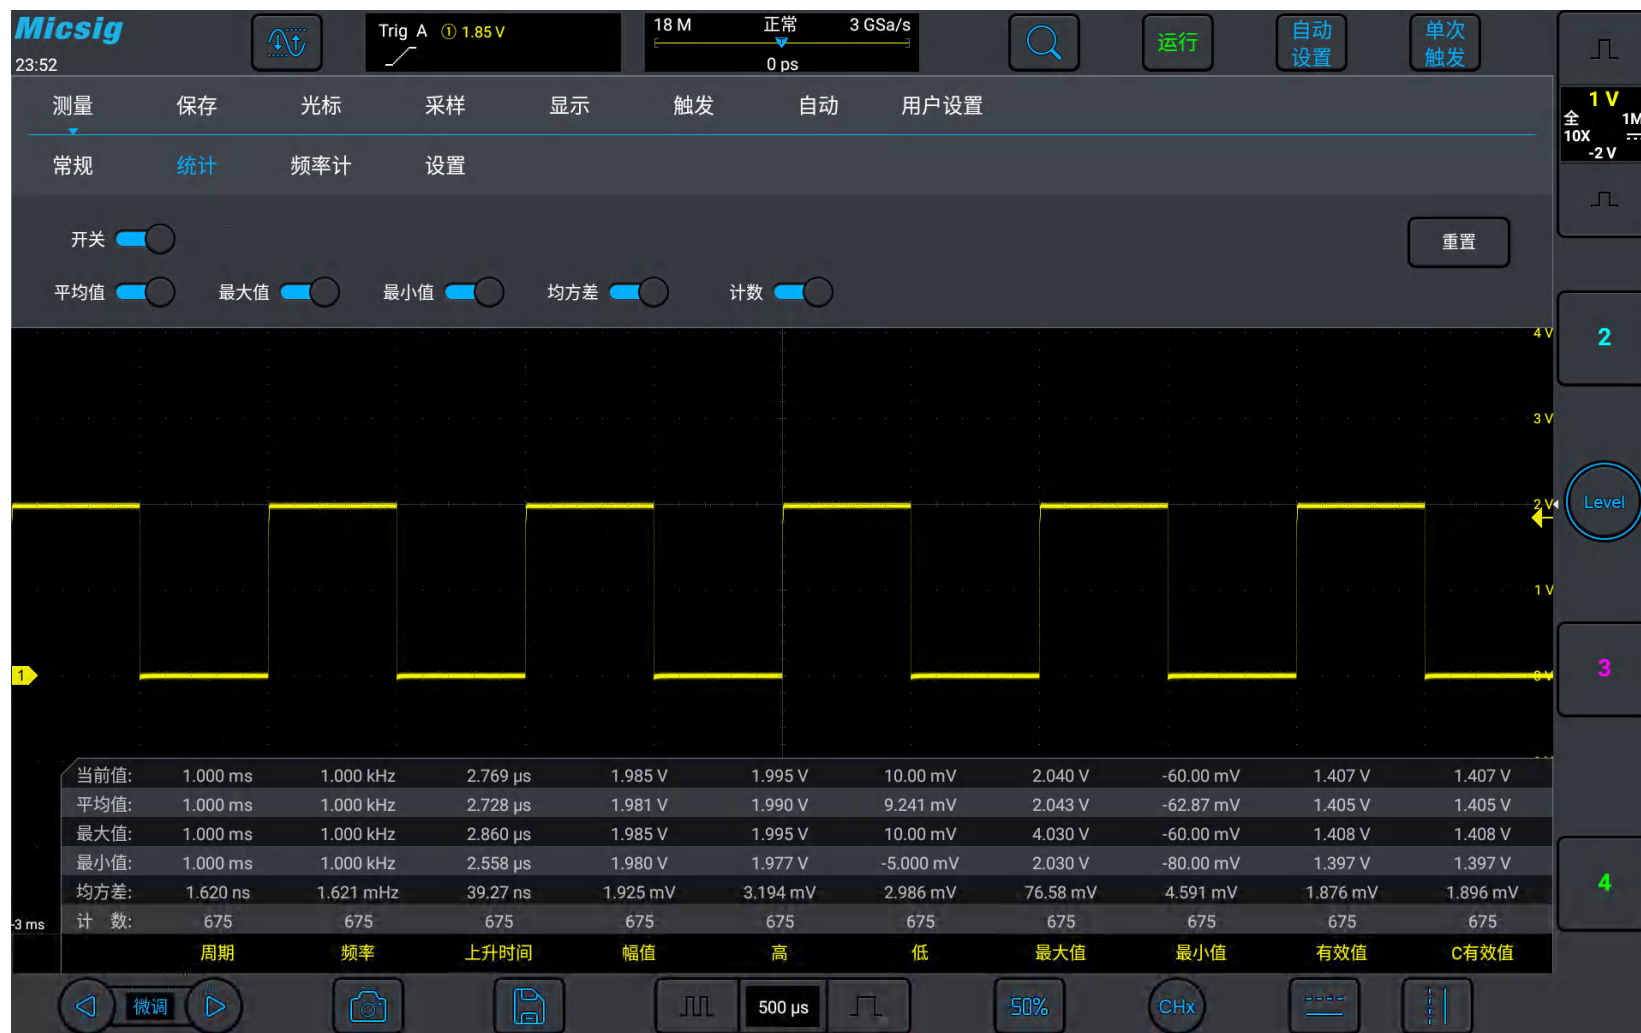 Micsig
23:52
Trig A ① 1.85 V
18 M 正常 3 GSa/s
T
0 ps
运行
自动
设置
单次
触发
测量 保存 光标 采样 显示 触发 自动 用户设置
常规 统计 频率计 设置
开关
重置
平均值 最大值 最小值 均方差 计数
1 V
全 1M
10X
-2 V
2
Level
3
4
4 V
3 V
2 V
1 V
0 V
1
当前值: 1.000 ms 1.000 kHz 2.769 µs 1.985 V 1.995 V 10.00 mV 2.040 V -60.00 mV 1.407 V 1.407 V
平均值: 1.000 ms 1.000 kHz 2.728 µs 1.981 V 1.990 V 9.241 mV 2.043 V -62.87 mV 1.405 V 1.405 V
最大值: 1.000 ms 1.000 kHz 2.860 µs 1.985 V 1.995 V 10.00 mV 4.030 V -60.00 mV 1.408 V 1.408 V
最小值: 1.000 ms 1.000 kHz 2.558 µs 1.980 V 1.977 V -5.000 mV 2.030 V -80.00 mV 1.397 V 1.397 V
均方差: 1.620 ns 1.621 mHz 39.27 ns 1.925 mV 3.194 mV 2.986 mV 76.58 mV 4.591 mV 1.876 mV 1.896 mV
-3 ms 计 数: 675 675 675 675 675 675 675 675 675 675
周期 频率 上升时间 幅值 高 低 最大值 最小值 有效值 C有效值
微调 500 µs 50% CHx